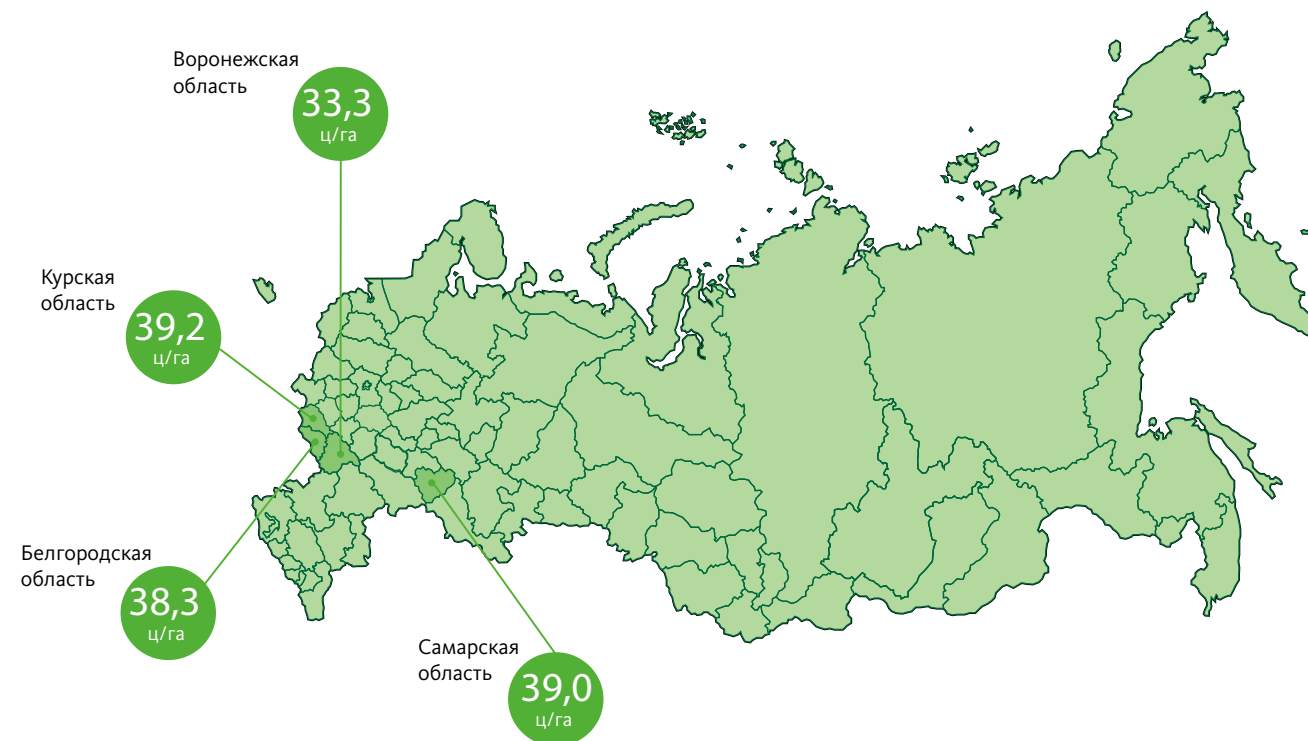 Воронежская
область
33,3
ц/га
Курская
область
39,2
ц/га
Белгородская
область
38,3
ц/га
Самарская
область
39,0
ц/га